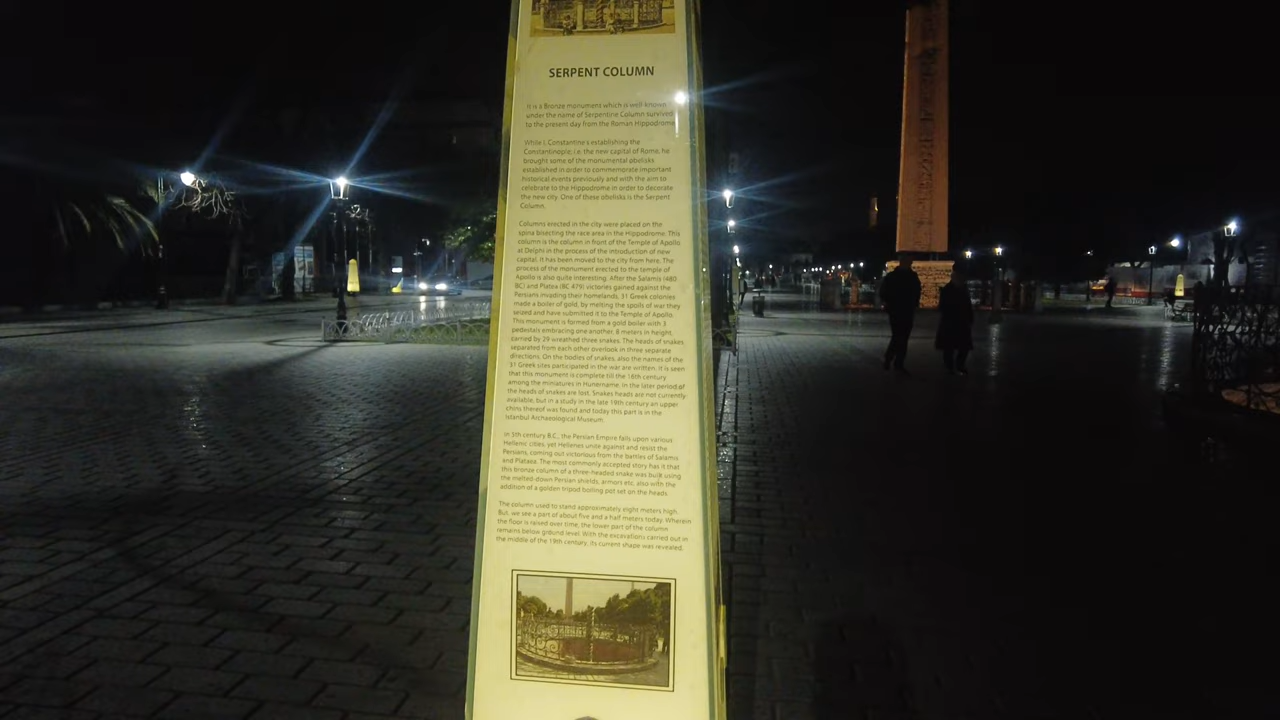 SERPENT COLUMN
It is a Bronze monument which is well-known
under the name of Serpentine Column survived
to the present day from the Roman Hippodrome.
While I. Constantine s establishing the
Constantinople; i.e. the new capital of Rome, he
brought some of the monumental obelisks
established in order to commemorate important
historical events previously and with the aim to
celebrate to the Hippodrome in order to decorate
the new city. One of these obelisks is the Serpent
Column.
Columns erected in the city were placed on the
spina bisecting the race area in the Hippodrome. This
column is the column in front of the Temple of Apollo
at Delphi in the process of the introduction of new
capital, it has been moved to the city from here. The
process of the monument erected to the temple of
Apollo is also quite interesting. After the Salamis (480
BC) and Platea (BC 479) victories gained against the
Persians invading their homelands, 31 Greek colonies
made a boiler of gold, by melting the spoils of war they
seized and have submitted it to the Temple of Apollo.
This monument is formed from a gold boiler with 3
pedestals embracing one another, 8 meters in height,
carried by 29 wreathed three snakes. The heads of snakes
separated from each other overlook in three separate
directions. On the bodies of snakes, also the names of the
31 Greek sites participated in the war are written. It is seen
that this monument is complete till the 16th century
among the miniatures in Hunername. In the later period of
the heads of snakes are lost. Snakes heads are not currently
available, but in a study in the late 19th century an upper
chins thereof was found and today this part is in the
Istanbul Archaeological Museum.
In 5th century B.C., the Persian Empire falls upon various
Hellenic cities, yet Hellenes unite against and resist the
Persians, coming out victorious from the battles of Salamis
and Plataea. The most commonly accepted story has it that
this bronze column of a three-headed snake was built using
the melted-down Persian shields, armors etc. also with the
addition of a golden tripod boiling pot set on the heads.
The column used to stand approximately eight meters high.
But, we see a part of about five and a half meters today. Wherein
the floor is raised over time, the lower part of the column
remains below ground level. With the excavations carried out in
the middle of the 19th century, its current shape was revealed.